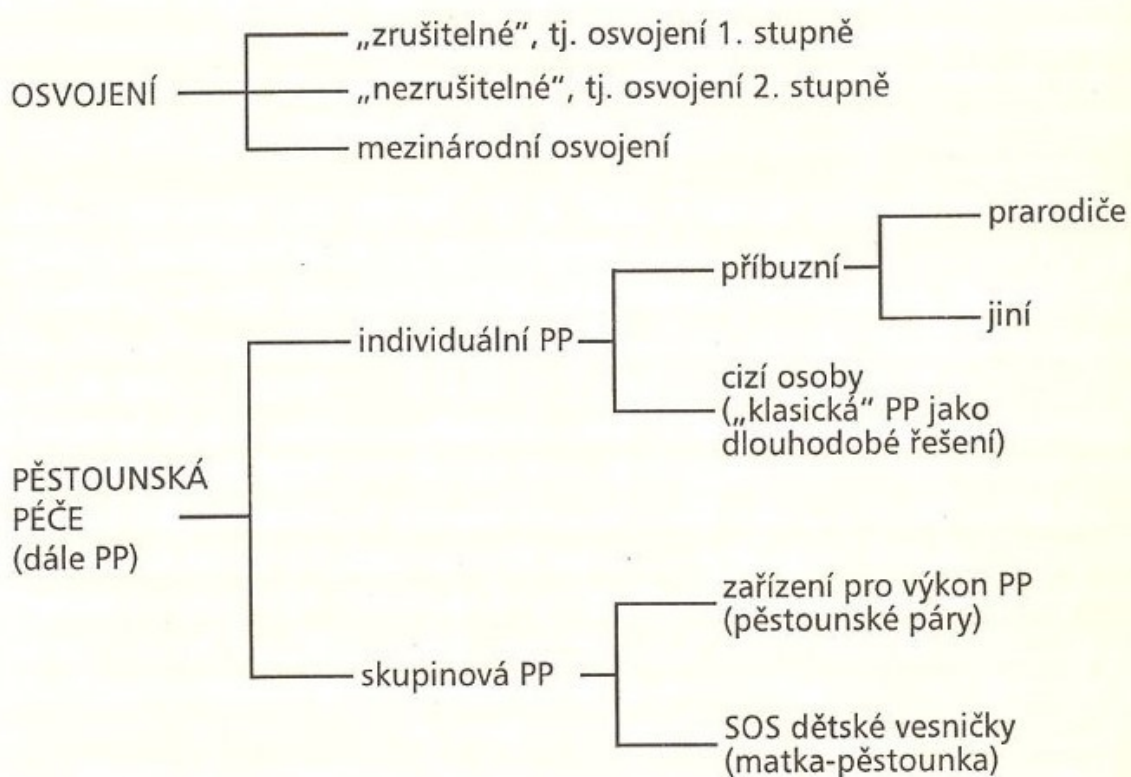 OSVOJENÍ
„zrušitelné“, tj. osvojení 1. stupně
„nezrušitelné“, tj. osvojení 2. stupně
mezinárodní osvojení
PĚSTOUNSKÁ
PÉČE
(dále PP)
individuální PP
příbuzní
prarodiče
jiní
cizí osoby
(„klasická“ PP jako
dlouhodobé řešení)
skupinová PP
zařízení pro výkon PP
(pěstounské páry)
SOS dětské vesničky
(matka-pěstounka)